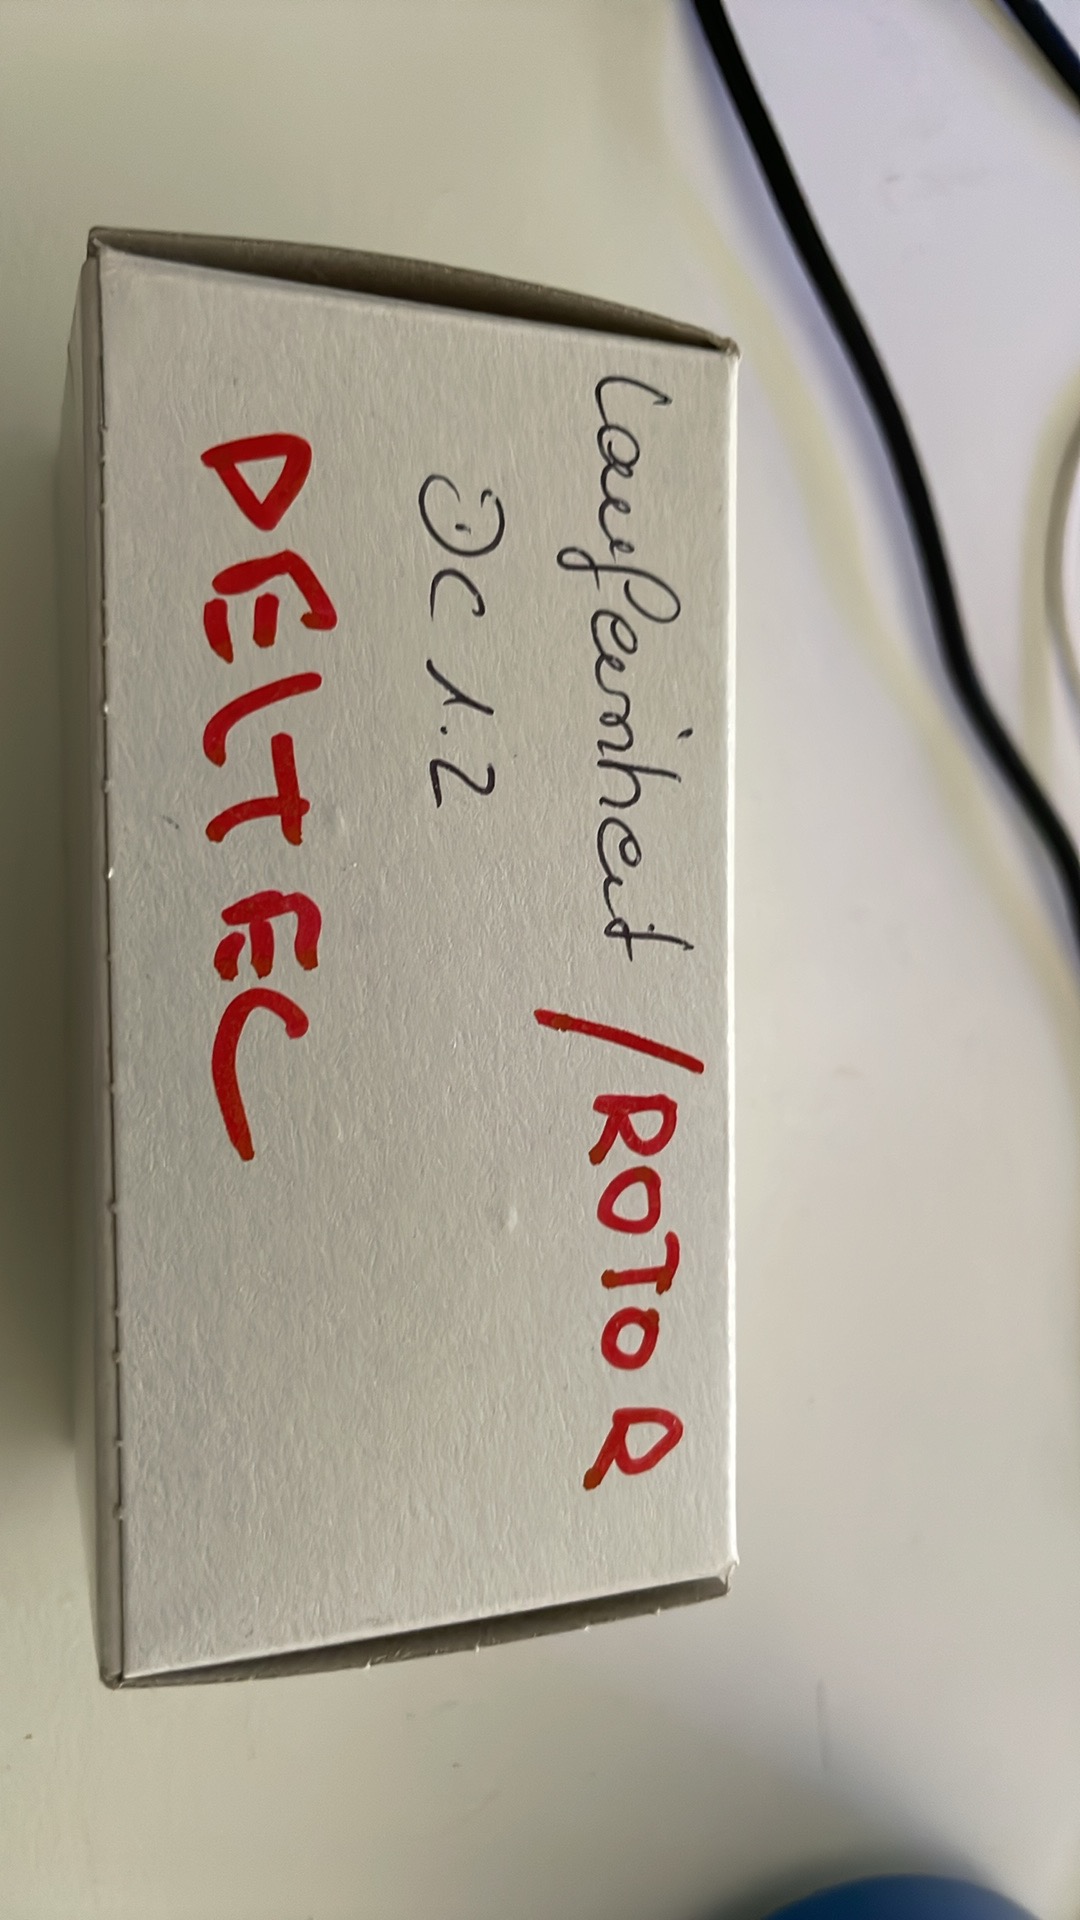 Laufeinheit / ROTOR
DC 1.2
DELTEC